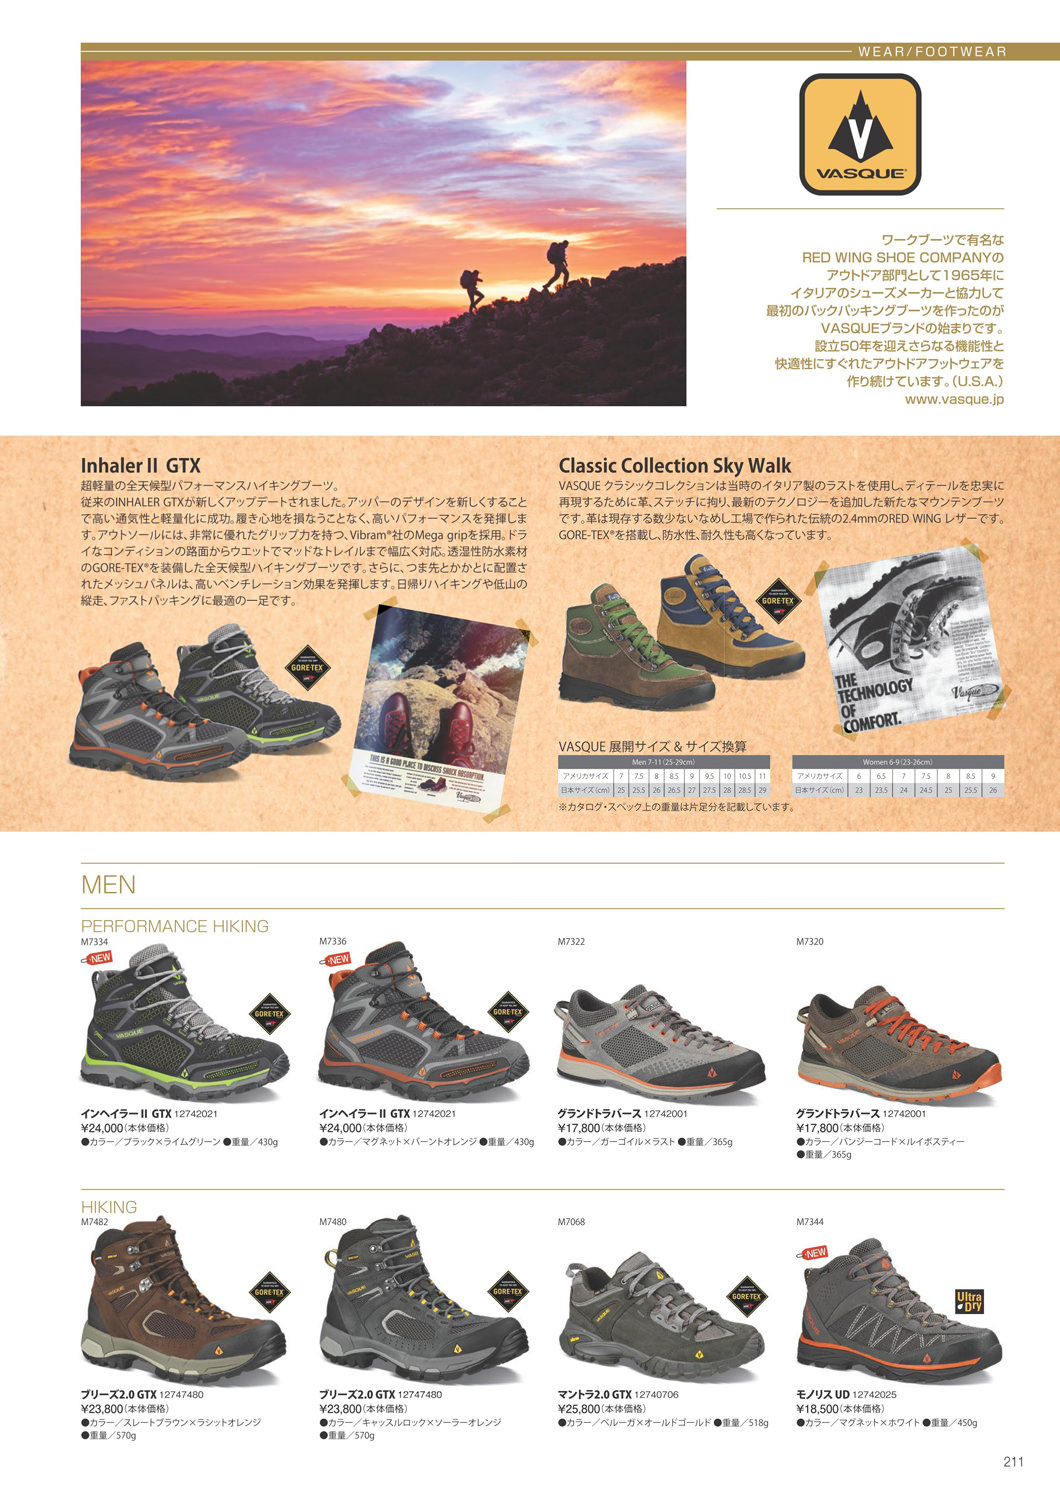 WEAR/FOOTWEAR
VASQUE
ワークブーツで有名な
RED WING SHOE COMPANYの
アウトドア部門として1965年に
イタリアのシューズメーカーと協力して
最初のバックパッキングブーツを作ったのが
VASQUEブランドの始まりです。
設立50年を迎えさらなる機能性と
快適性にすぐれたアウトドアフットウェアを
作り続けています。(U.S.A.)
www.vasque.jp
Inhaler II GTX
超軽量の全天候型パフォーマンスハイキングブーツ。
従来のINHALER GTXが新しくアップデートされました。アッパーのデザインを新しくすること
で高い通気性と軽量化に成功。履き心地を損なうことなく、高いパフォーマンスを発揮しま
す。アウトソールには、非常に優れたグリップ力を持つ、Vibram®社のMega gripを採用。ドラ
イなコンディションの路面からウエットでマッドなトレイルまで幅広く対応。透湿性防水素材
のGORE-TEX®を装備した全天候型ハイキングブーツです。さらに、つま先とかかとに配置さ
れたメッシュパネルは、高いベンチレーション効果を発揮します。日帰りハイキングや低山の
縦走、ファストパッキングに最適の一足です。
GORE-TEX
THIS IS A GOOD PLACE TO DISCUSS SHOCK ABSORPTION.
Vasque
Classic Collection Sky Walk
VASQUE クラシックコレクションは当時のイタリア製のラストを使用し、ディテールを忠実に
再現するために革、ステッチに拘り、最新のテクノロジーを追加した新たなマウンテンブーツ
です。革は現存する数少ないなめし工場で作られた伝統の2.4mmのRED WING レザーです。
GORE-TEX®を搭載し、防水性、耐久性も高くなっています。
GORE-TEX
THE
TECHNOLOGY
OF
COMFORT.
Vasque
VASQUE 展開サイズ & サイズ換算
Men 7-11 (25-29cm)
アメリカサイズ 7 7.5 8 8.5 9 9.5 10 10.5 11
日本サイズ(cm) 25 25.5 26 26.5 27 27.5 28 28.5 29
Women 6-9 (23-26cm)
アメリカサイズ 6 6.5 7 7.5 8 8.5 9
日本サイズ(cm) 23 23.5 24 24.5 25 25.5 26
※カタログ・スペック上の重量は片足分を記載しています。
MEN
PERFORMANCE HIKING
M7334
NEW
GORE-TEX
インヘイラー II GTX 12742021
¥24,000(本体価格)
●カラー/ブラック×ライムグリーン ●重量/430g
M7336
NEW
GORE-TEX
インヘイラー II GTX 12742021
¥24,000(本体価格)
●カラー/マグネット×バーントオレンジ ●重量/430g
M7322
グランドトラバース 12742001
¥17,800(本体価格)
●カラー/ガーゴイル×ラスト ●重量/365g
M7320
グランドトラバース 12742001
¥17,800(本体価格)
●カラー/バンジーコード×ルイボスティー
●重量/365g
HIKING
M7482
GORE-TEX
ブリーズ2.0 GTX 12747480
¥23,800(本体価格)
●カラー/スレートブラウン×ラシットオレンジ
●重量/570g
M7480
GORE-TEX
ブリーズ2.0 GTX 12747480
¥23,800(本体価格)
●カラー/キャッスルロック×ソーラーオレンジ
●重量/570g
M7068
GORE-TEX
マントラ2.0 GTX 12740706
¥25,800(本体価格)
●カラー/ベルーガ×オールドゴールド ●重量/518g
M7344
NEW
Ultra
Dry
モノリス UD 12742025
¥18,500(本体価格)
●カラー/マグネット×ホワイト ●重量/450g
211